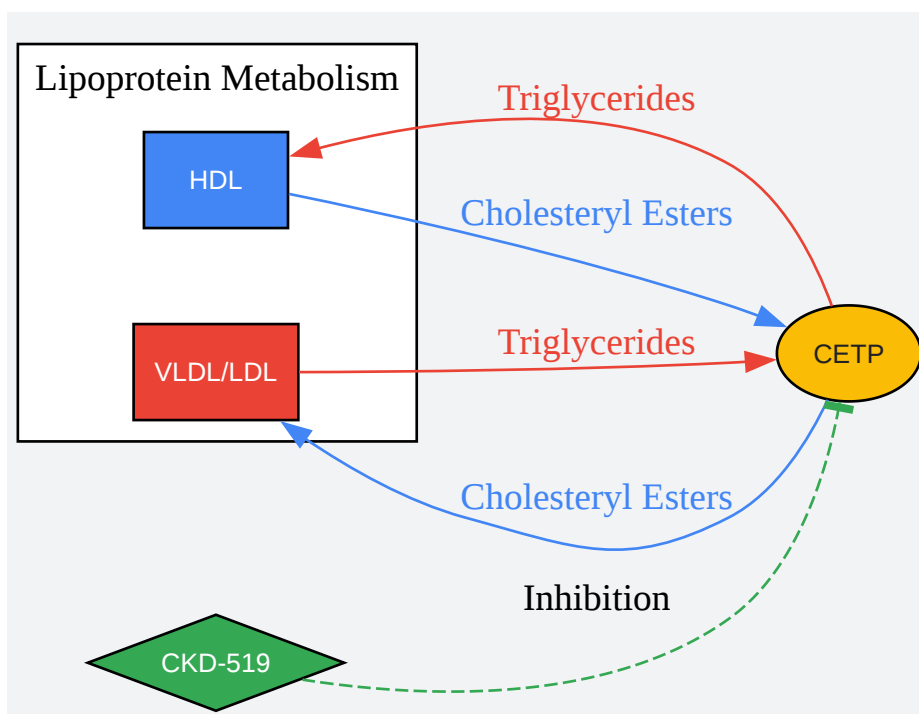 Lipoprotein Metabolism
Triglycerides
HDL
Cholesteryl Esters
Triglycerides
VLDL/LDL
CETP
Cholesteryl Esters
Inhibition
CKD-519